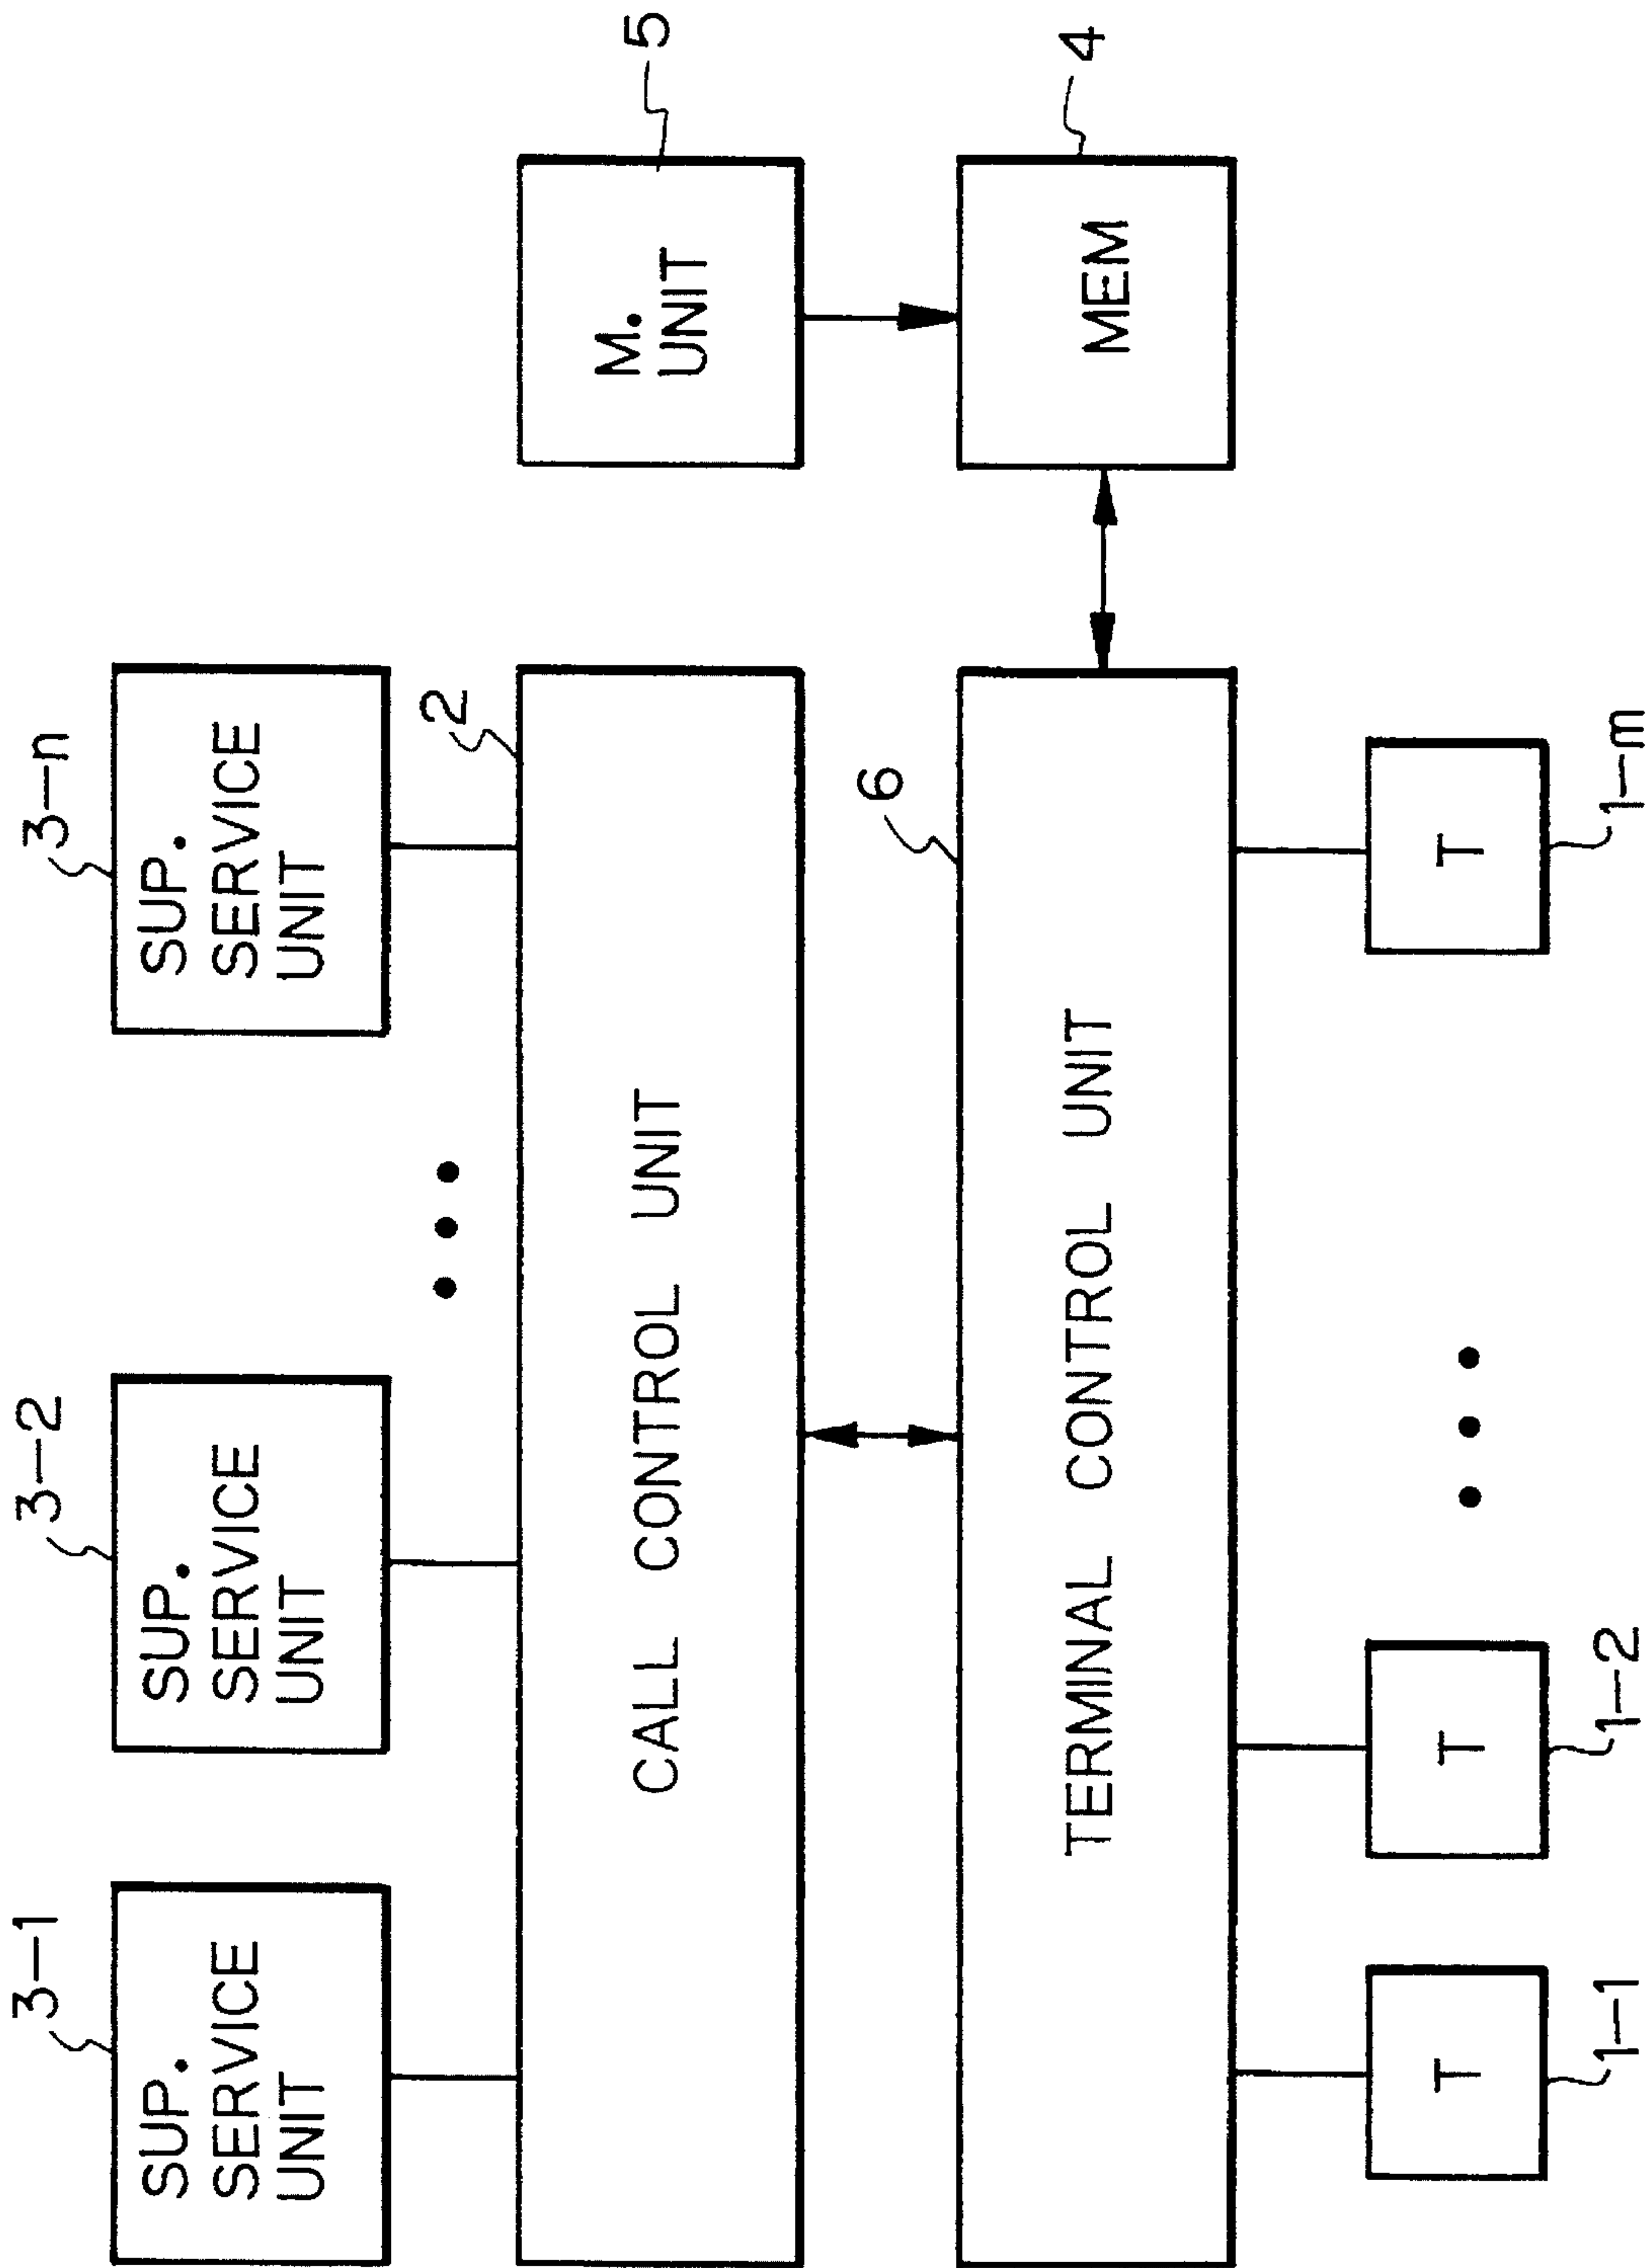 3-1
3-2
3-n
SUP.
SERVICE
UNIT
SUP.
SERVICE
UNIT
SUP.
SERVICE
UNIT
2
5
CALL CONTROL UNIT
M.
UNIT
6
4
TERMINAL CONTROL UNIT
MEM
T
T
T
1-1
1-2
1-m